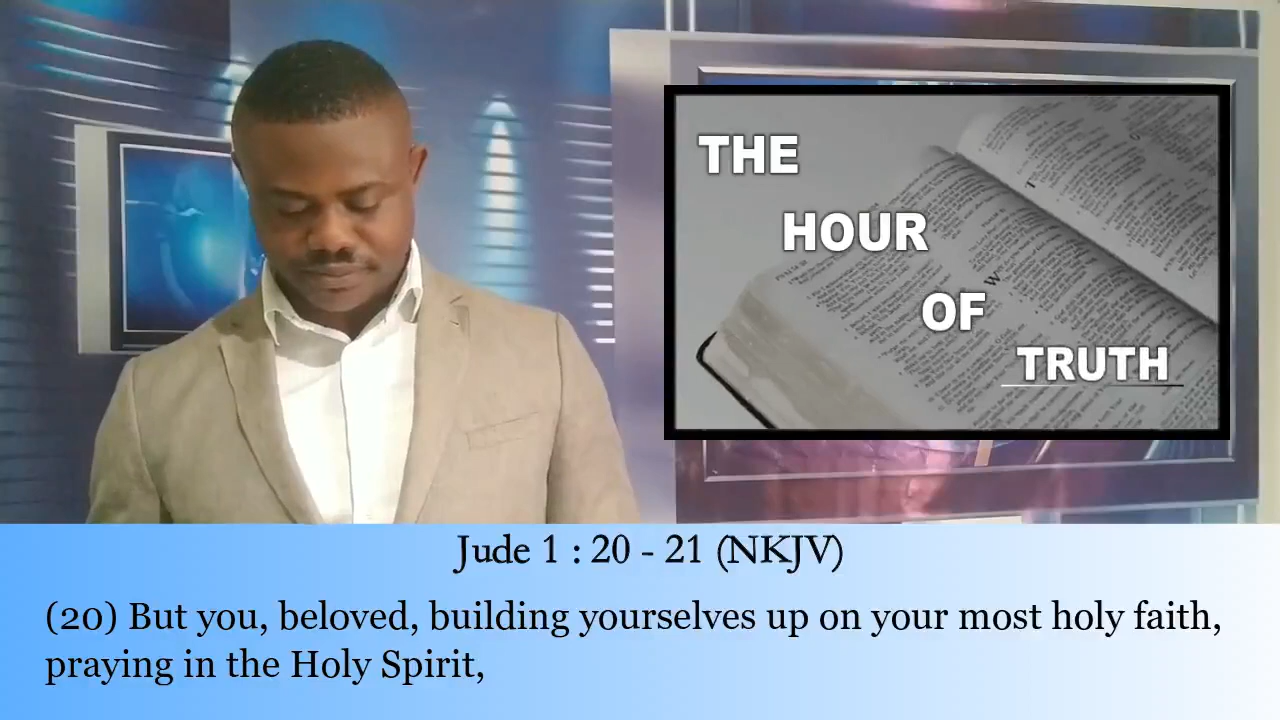 THE
HOUR
OF
TRUTH
Jude 1 : 20 - 21 (NKJV)
(20) But you, beloved, building yourselves up on your most holy faith,
praying in the Holy Spirit,